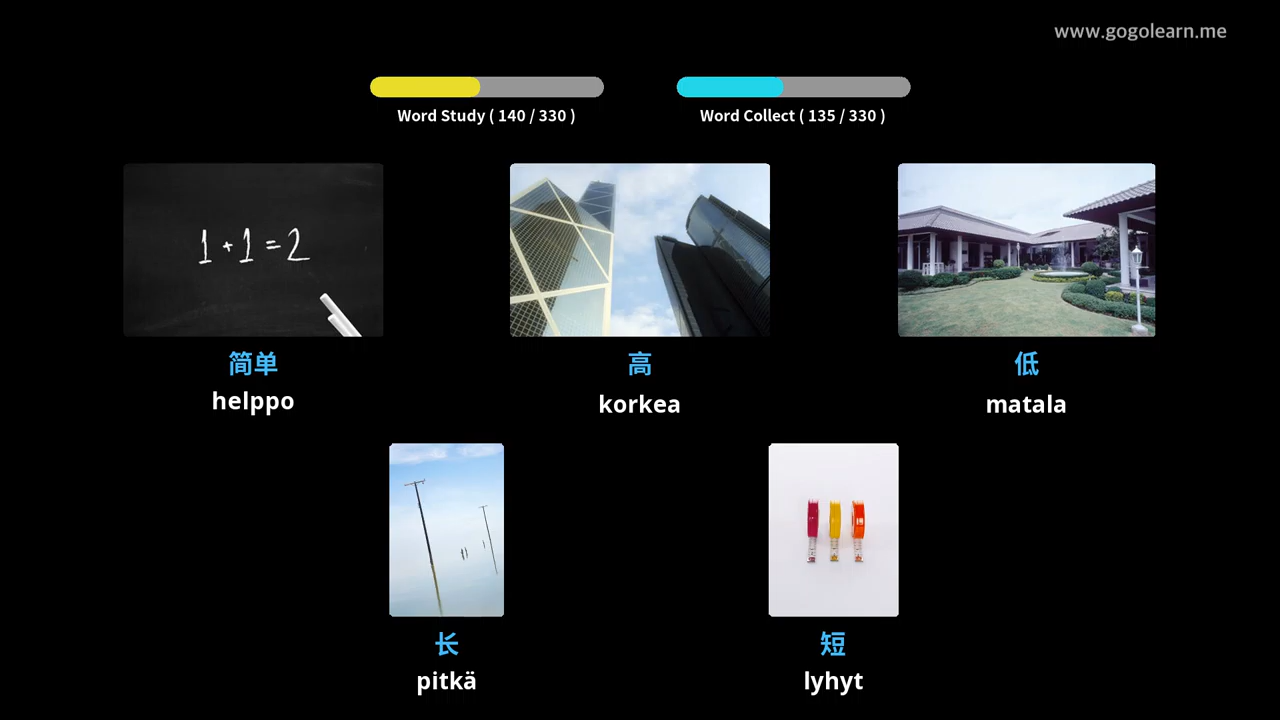 www.gogolearn.me
Word Study ( 140 / 330 )
Word Collect ( 135 / 330 )
1 + 1 = 2
简单
helppo
高
korkea
低
matala
长
pitkä
短
lyhyt